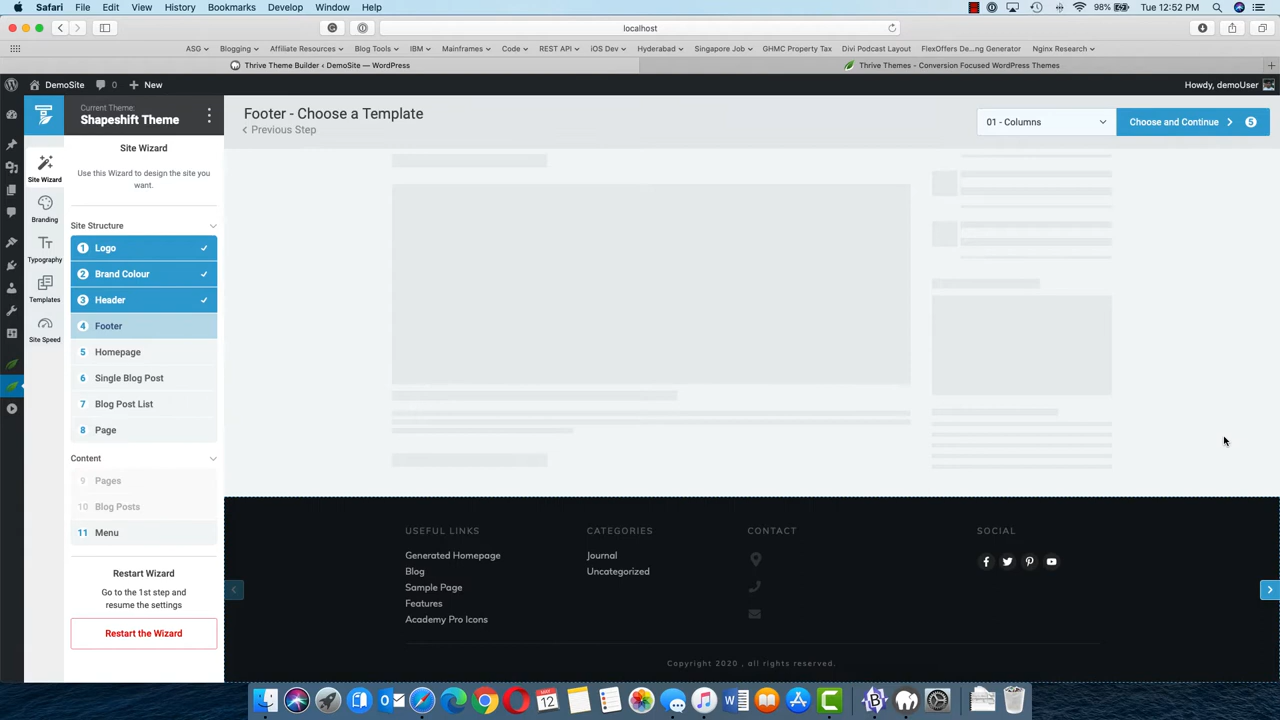 Safari File Edit View History Bookmarks Develop Window Help 98% Tue 12:52 PM
localhost
ASG Blogging Affiliate Resources Blog Tools IBM Mainframes Code REST API iOS Dev Hyderabad Singapore Job GHMC Property Tax Divi Podcast Layout FlexOffers De...ng Generator Nginx Research
Thrive Theme Builder ‹ DemoSite — WordPress Thrive Themes - Conversion Focused WordPress Themes
DemoSite 0 New Howdy, demoUser
Current Theme:
Shapeshift Theme
Footer - Choose a Template
Previous Step
01 - Columns
Choose and Continue 5
Site Wizard
Branding
Typography
Templates
Site Speed
Site Wizard
Use this Wizard to design the site you
want.
Site Structure
1 Logo
2 Brand Colour
3 Header
4 Footer
5 Homepage
6 Single Blog Post
7 Blog Post List
8 Page
Content
9 Pages
10 Blog Posts
11 Menu
Restart Wizard
Go to the 1st step and
resume the settings
Restart the Wizard
USEFUL LINKS
Generated Homepage
Blog
Sample Page
Features
Academy Pro Icons
CATEGORIES
Journal
Uncategorized
CONTACT
SOCIAL
Copyright 2020 , all rights reserved.
MAY
12